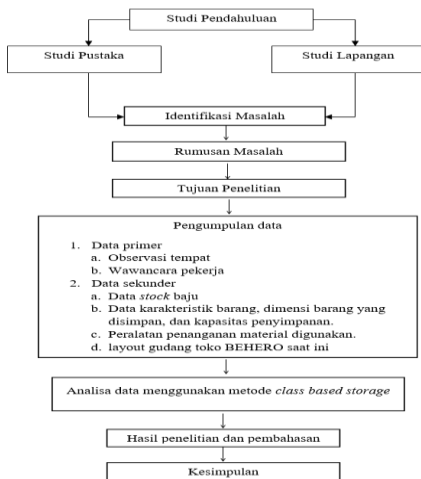 Studi Pendahuluan
Studi Pustaka
Studi Lapangan
Identifikasi Masalah
Rumusan Masalah
Tujuan Penelitian
Pengumpulan data
1. Data primer
a. Observasi tempat
b. Wawancara pekerja
2. Data sekunder
a. Data stock baju
b. Data karakteristik barang, dimensi barang yang
disimpan, dan kapasitas penyimpanan.
c. Peralatan penanganan material digunakan.
d. layout gudang toko BEHERO saat ini
Analisa data menggunakan metode class based storage
Hasil penelitian dan pembahasan
Kesimpulan